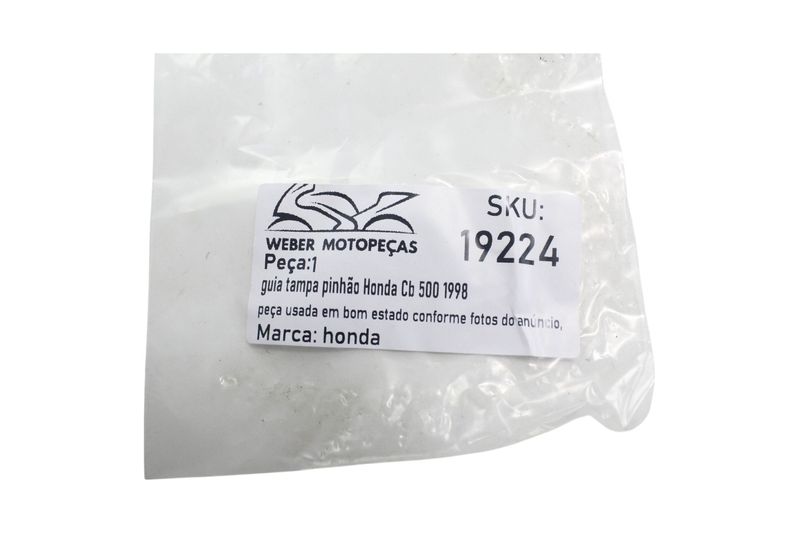 WEBER MOTOPEÇAS
SKU:
19224
Peça:1
guia tampa pinhão Honda Cb 500 1998
peça usada em bom estado conforme fotos do anúncio,
Marca: honda